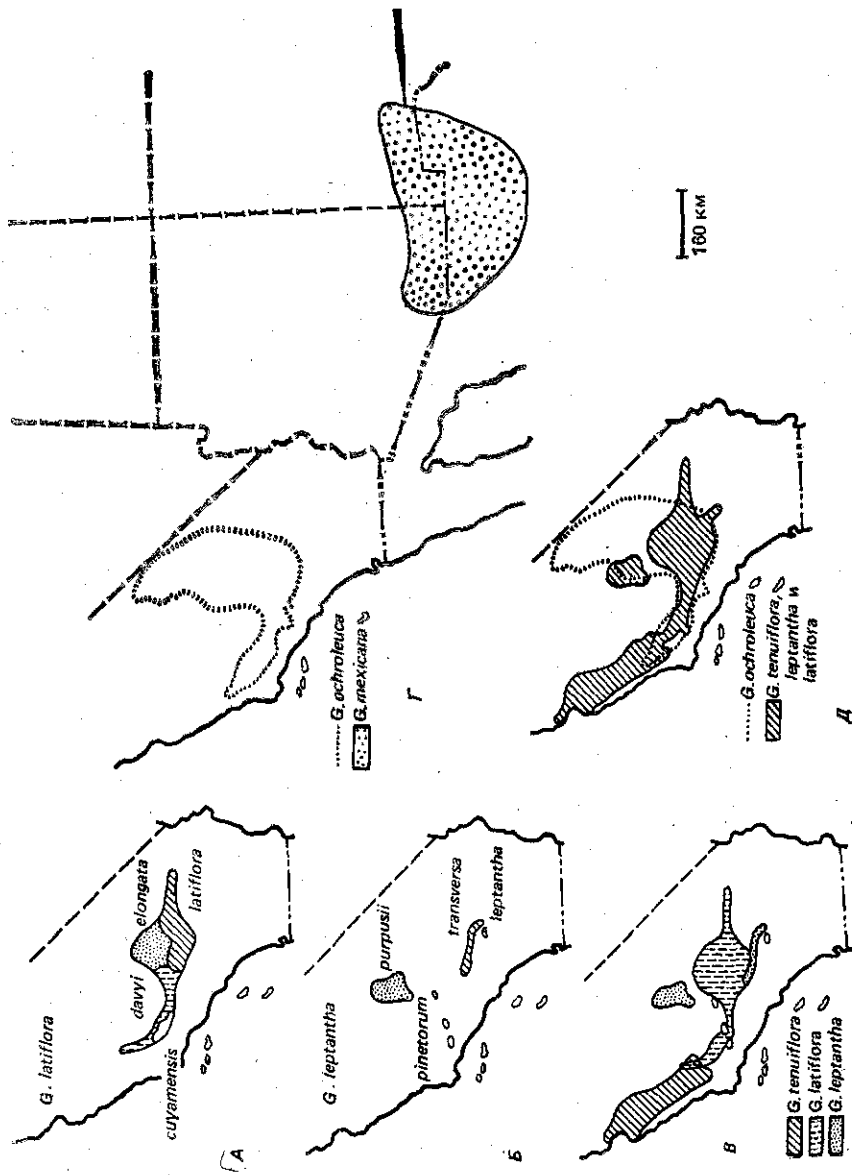 G. latiflora
elongata
davyi
latiflora
cuyamensis
А
G. leptantha
purpusii
transversa
pinetorum
leptantha
Б
G. tenuiflora
G. latiflora
G. leptantha
В
G. ochroleuca
G. mexicana
Г
160 км
G. ochroleuca
G. tenuiflora,
leptantha и
latiflora
Д